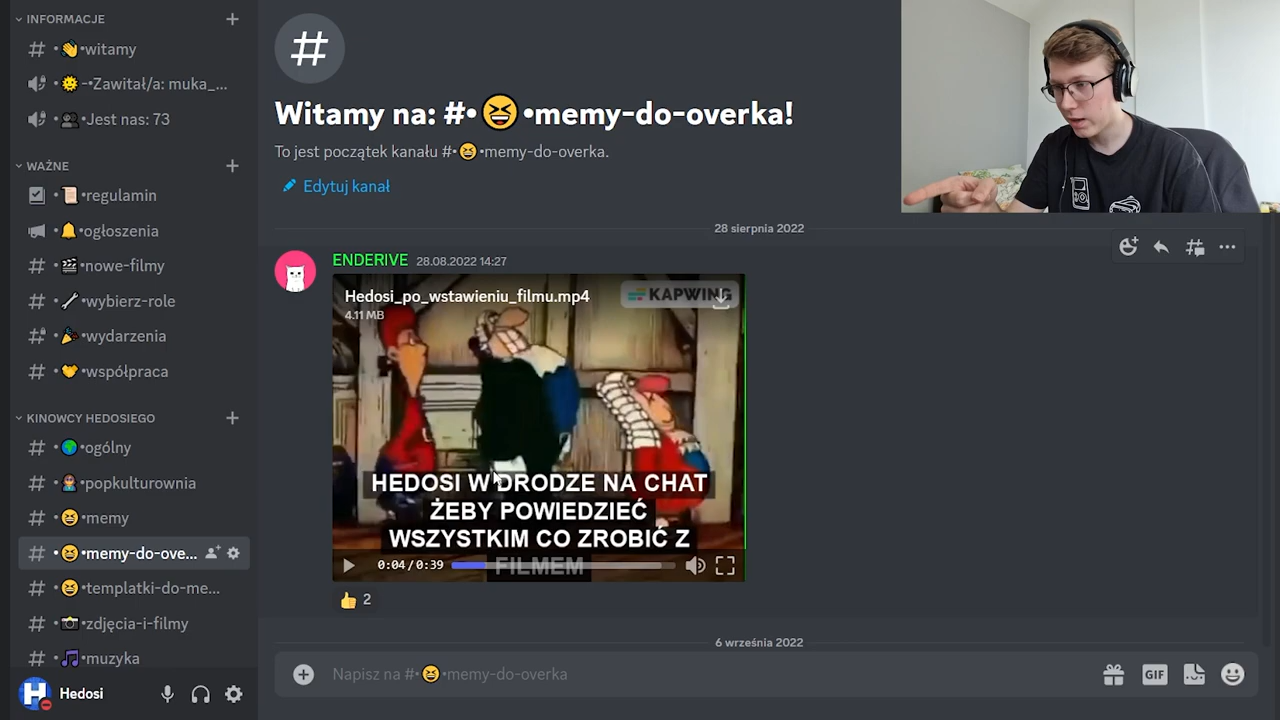 INFORMACJE
•👋•witamy
•🌞-•Zawitał/a: muka_...
•👥•Jest nas: 73
WAŻNE
•📜•regulamin
•🔔•ogłoszenia
•🎬•nowe-filmy
•🔧•wybierz-role
•🎉•wydarzenia
•🤝•współpraca
KINOWCY HEDOSIEGO
•🌍•ogólny
•popkulturownia
•😆•memy
•😆•memy-do-ove...
•😆•templatki-do-me...
•📷•zdjęcia-i-filmy
•🎵•muzyka
Hedosi
Witamy na: #•😆•memy-do-overka!
To jest początek kanału #•😆•memy-do-overka.
Edytuj kanał
28 sierpnia 2022
ENDERIVE 28.08.2022 14:27
Hedosi_po_wstawieniu_filmu.mp4
4.11 MB
KAPWING
HEDOSI W DRODZE NA CHAT
ŻEBY POWIEDZIEĆ
WSZYSTKIM CO ZROBIĆ Z
FILMEM
0:04/0:39
👍 2
6 września 2022
Napisz na #•😆•memy-do-overka
GIF